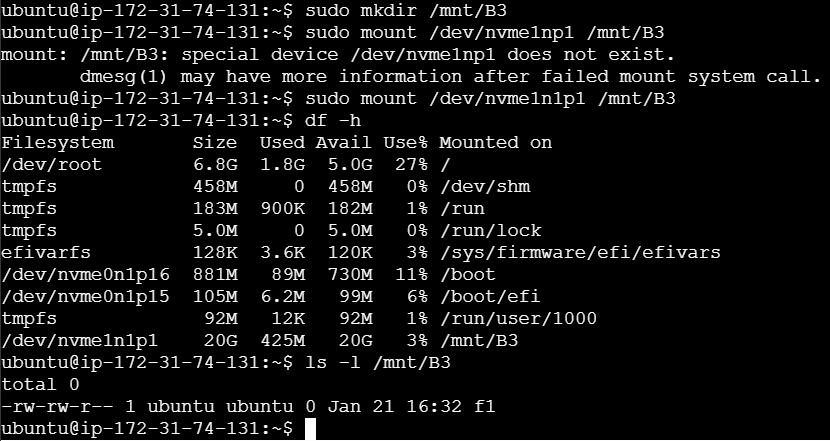 ubuntu@ip-172-31-74-131:~$ sudo mkdir /mnt/B3
ubuntu@ip-172-31-74-131:~$ sudo mount /dev/nvme1np1 /mnt/B3
mount: /mnt/B3: special device /dev/nvme1np1 does not exist.
       dmesg(1) may have more information after failed mount system call.
ubuntu@ip-172-31-74-131:~$ sudo mount /dev/nvme1n1p1 /mnt/B3
ubuntu@ip-172-31-74-131:~$ df -h
Filesystem       Size  Used Avail Use% Mounted on
/dev/root        6.8G  1.8G  5.0G  27% /
tmpfs            458M     0  458M   0% /dev/shm
tmpfs            183M  900K  182M   1% /run
tmpfs            5.0M     0  5.0M   0% /run/lock
efivarfs         128K  3.6K  120K   3% /sys/firmware/efi/efivars
/dev/nvme0n1p16  881M   89M  730M  11% /boot
/dev/nvme0n1p15  105M  6.2M   99M   6% /boot/efi
tmpfs             92M   12K   92M   1% /run/user/1000
/dev/nvme1n1p1    20G  425M   20G   3% /mnt/B3
ubuntu@ip-172-31-74-131:~$ ls -l /mnt/B3
total 0
-rw-rw-r-- 1 ubuntu ubuntu 0 Jan 21 16:32 f1
ubuntu@ip-172-31-74-131:~$